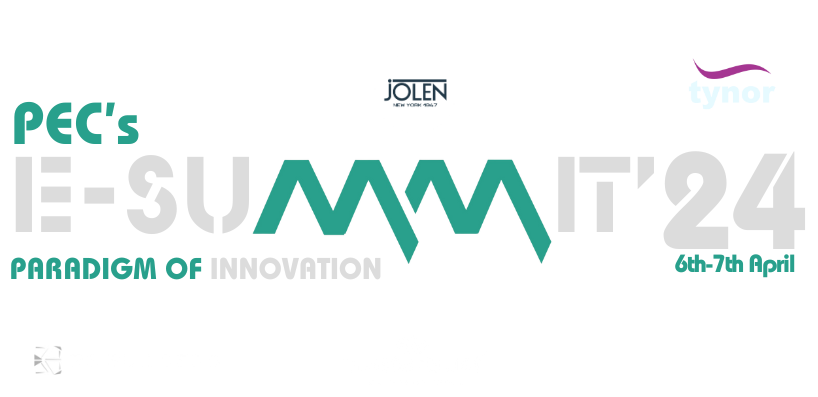 JOLEN
NEW YORK 1947
tynor
PEC's
E-SUMMIT'24
PARADIGM OF INNOVATION
6th-7th April